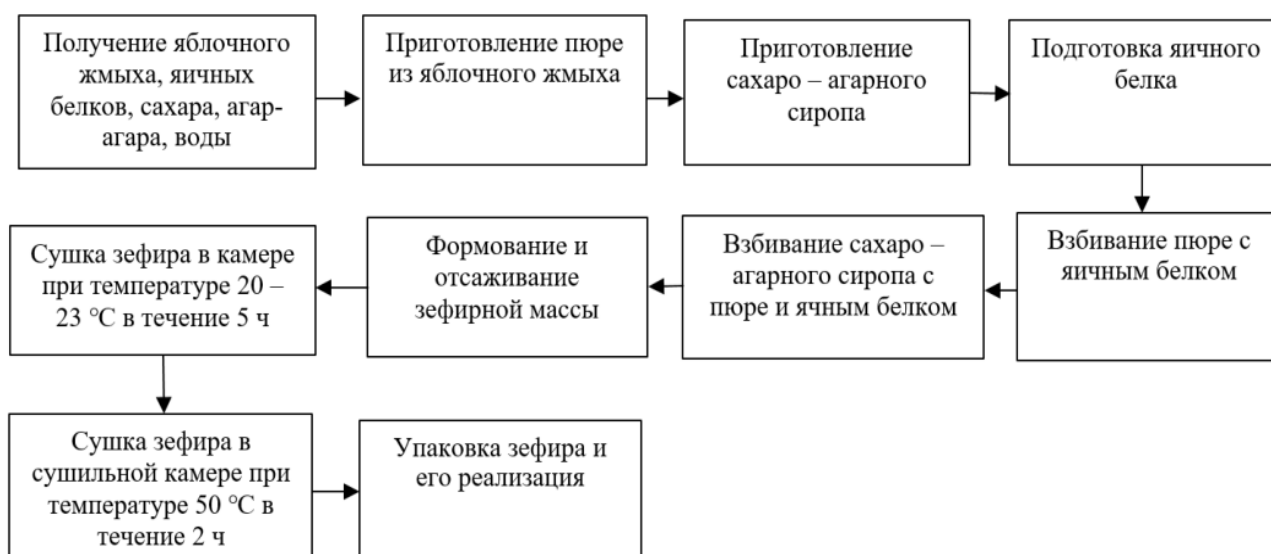 Получение яблочного
жмыха, яичных
белков, сахара, агар-
агара, воды
Приготовление пюре
из яблочного жмыха
Приготовление
сахаро – агарного
сиропа
Подготовка яичного
белка
Взбивание пюре с
яичным белком
Взбивание сахаро –
агарного сиропа с
пюре и ячным белком
Формование и
отсаживание
зефирной массы
Сушка зефира в камере
при температуре 20 –
23 °С в течение 5 ч
Сушка зефира в
сушильной камере при
температуре 50 °С в
течение 2 ч
Упаковка зефира и
его реализация